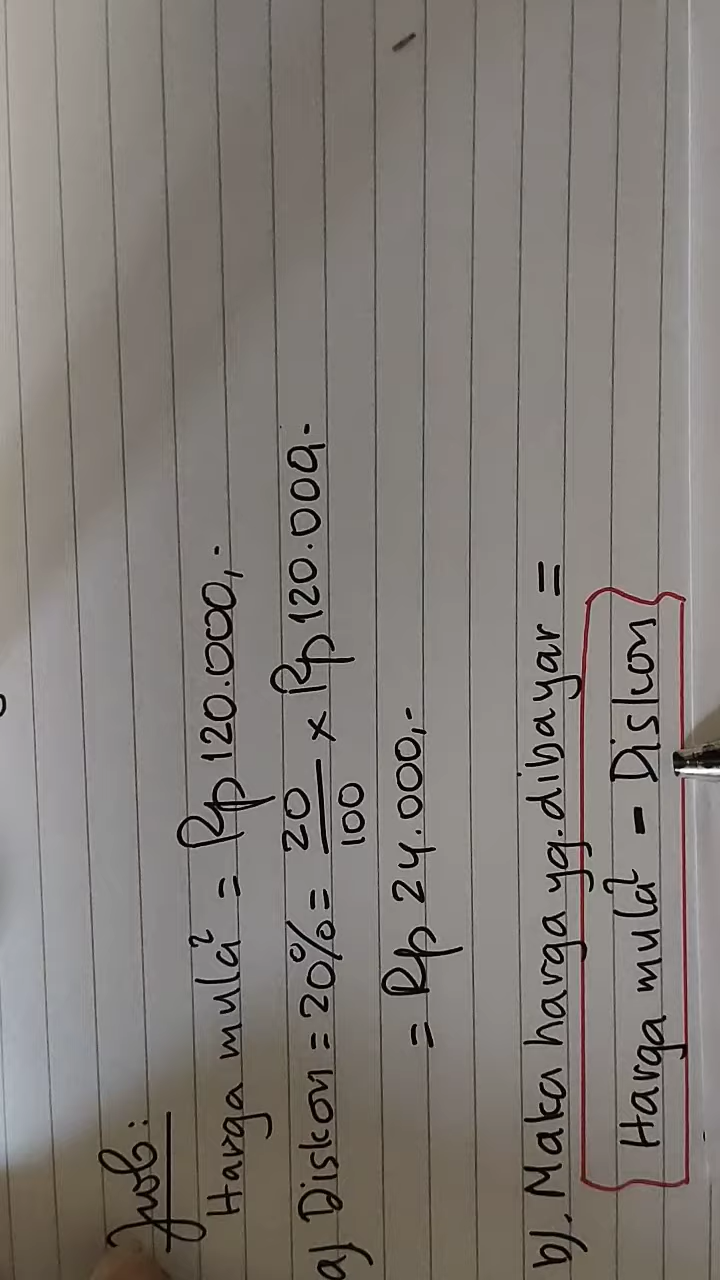 Jwb:
Harga mula² = Rp 120.000,-
a) Diskon = 20% = 20/100 x Rp 120.000.-
= Rp 24.000,-
b). Maka harga yg. dibayar =
Harga mula² - Diskon